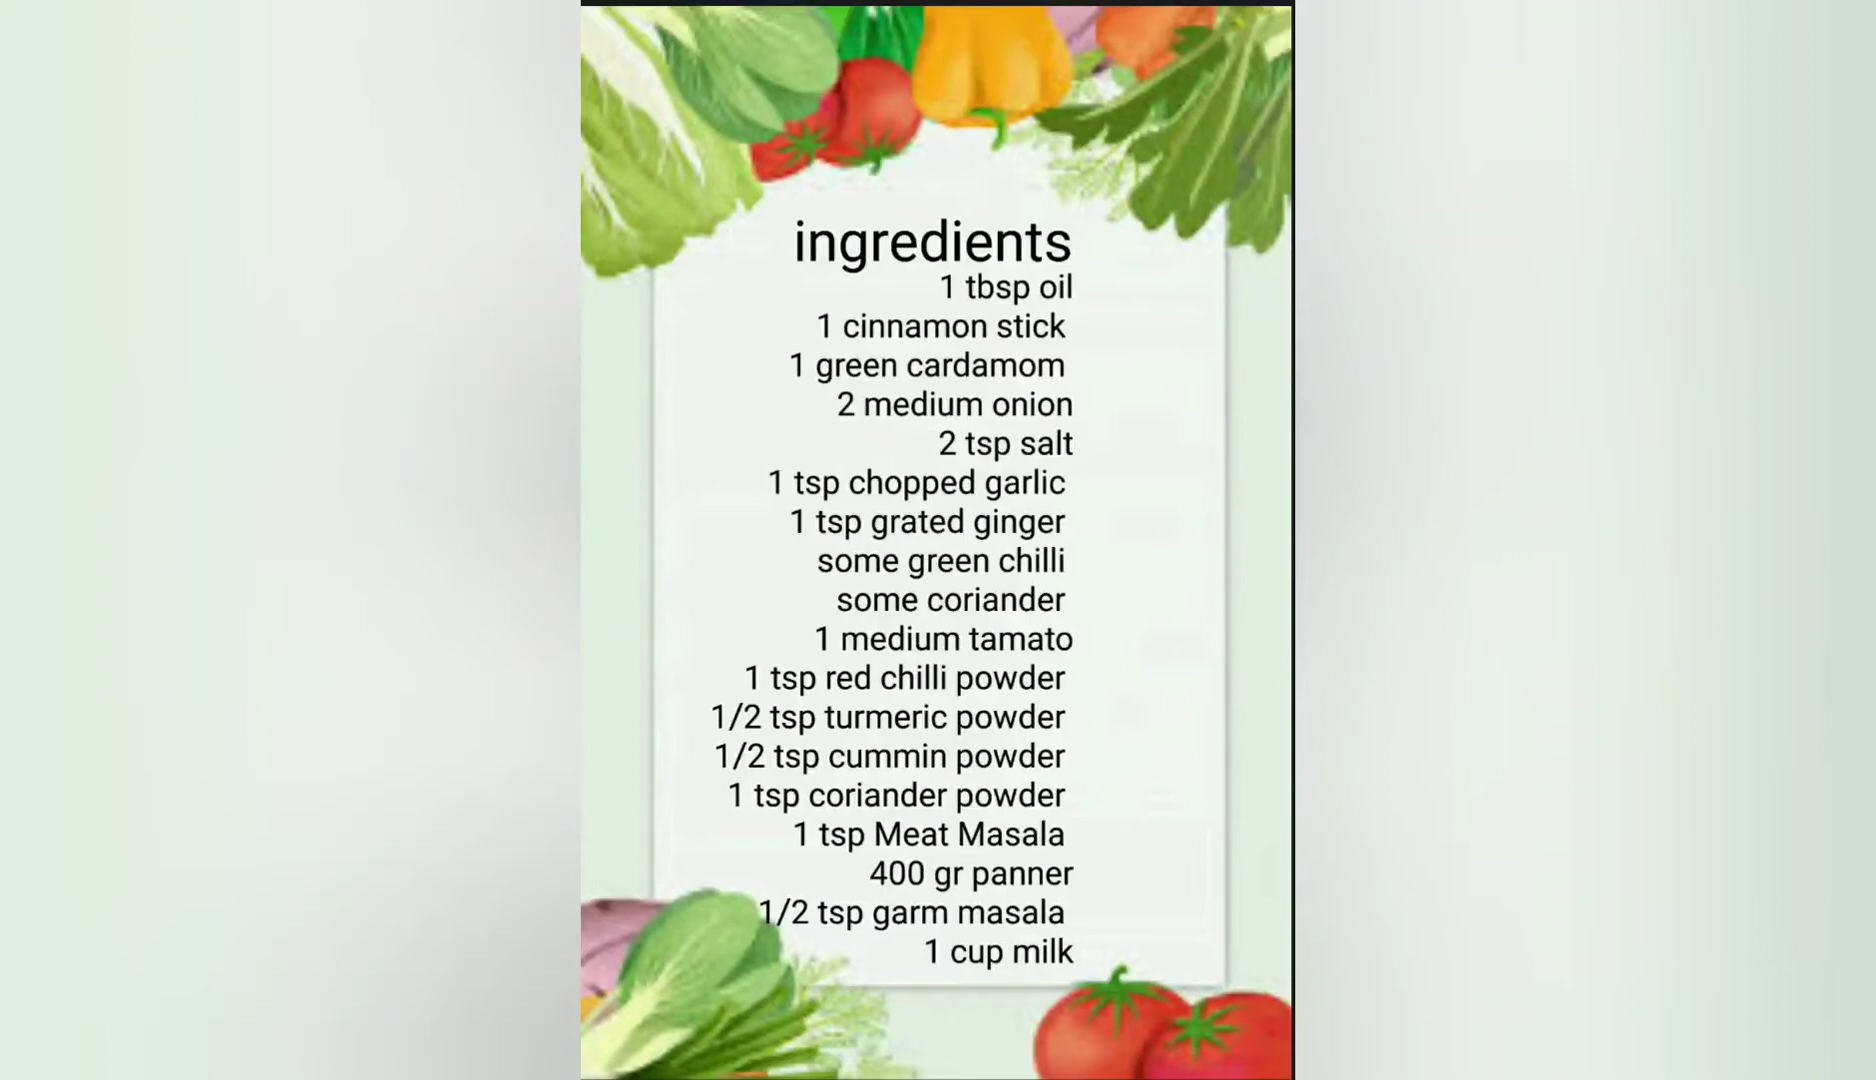 ingredients
1 tbsp oil
1 cinnamon stick
1 green cardamom
2 medium onion
2 tsp salt
1 tsp chopped garlic
1 tsp grated ginger
some green chilli
some coriander
1 medium tamato
1 tsp red chilli powder
1/2 tsp turmeric powder
1/2 tsp cummin powder
1 tsp coriander powder
1 tsp Meat Masala
400 gr panner
1/2 tsp garm masala
1 cup milk